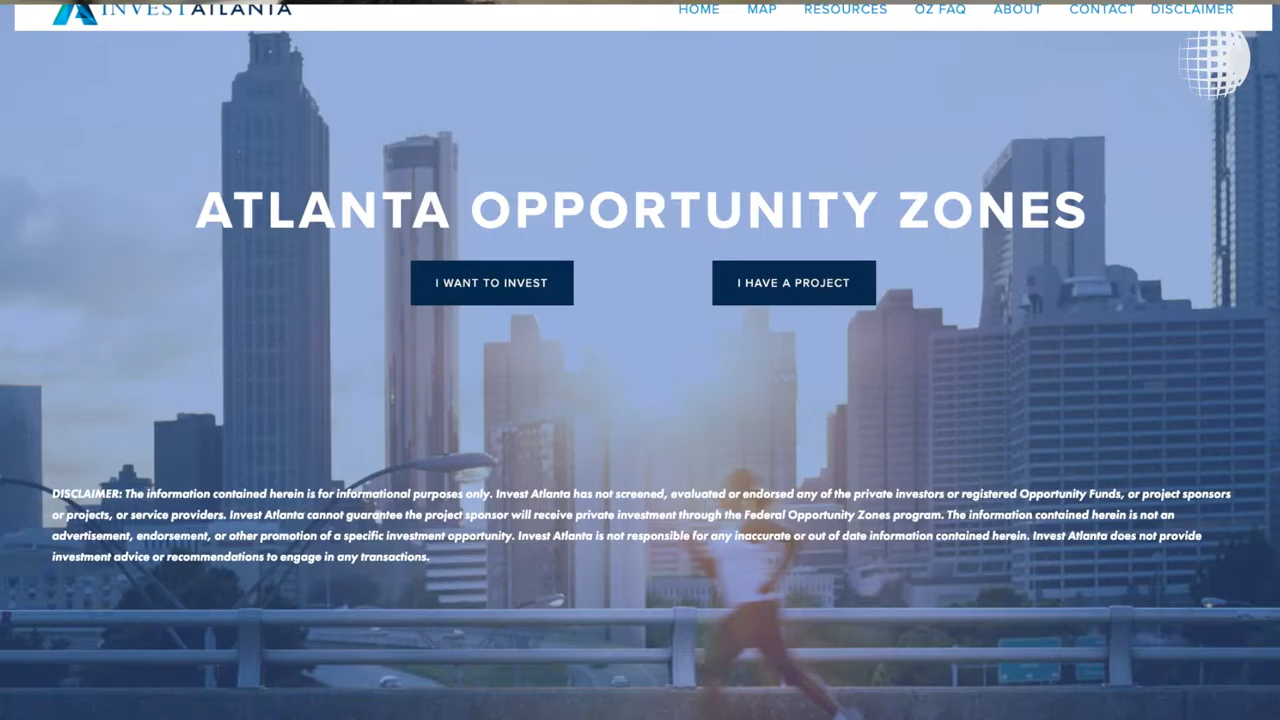 INVEST ATLANTA
HOME MAP RESOURCES OZ FAQ ABOUT CONTACT DISCLAIMER
ATLANTA OPPORTUNITY ZONES
I WANT TO INVEST
I HAVE A PROJECT
DISCLAIMER: The information contained herein is for informational purposes only. Invest Atlanta has not screened, evaluated or endorsed any of the private investors or registered Opportunity Funds, or project sponsors
or projects, or service providers. Invest Atlanta cannot guarantee the project sponsor will receive private investment through the Federal Opportunity Zones program. The information contained herein is not an
advertisement, endorsement, or other promotion of a specific investment opportunity. Invest Atlanta is not responsible for any inaccurate or out of date information contained herein. Invest Atlanta does not provide
investment advice or recommendations to engage in any transactions.